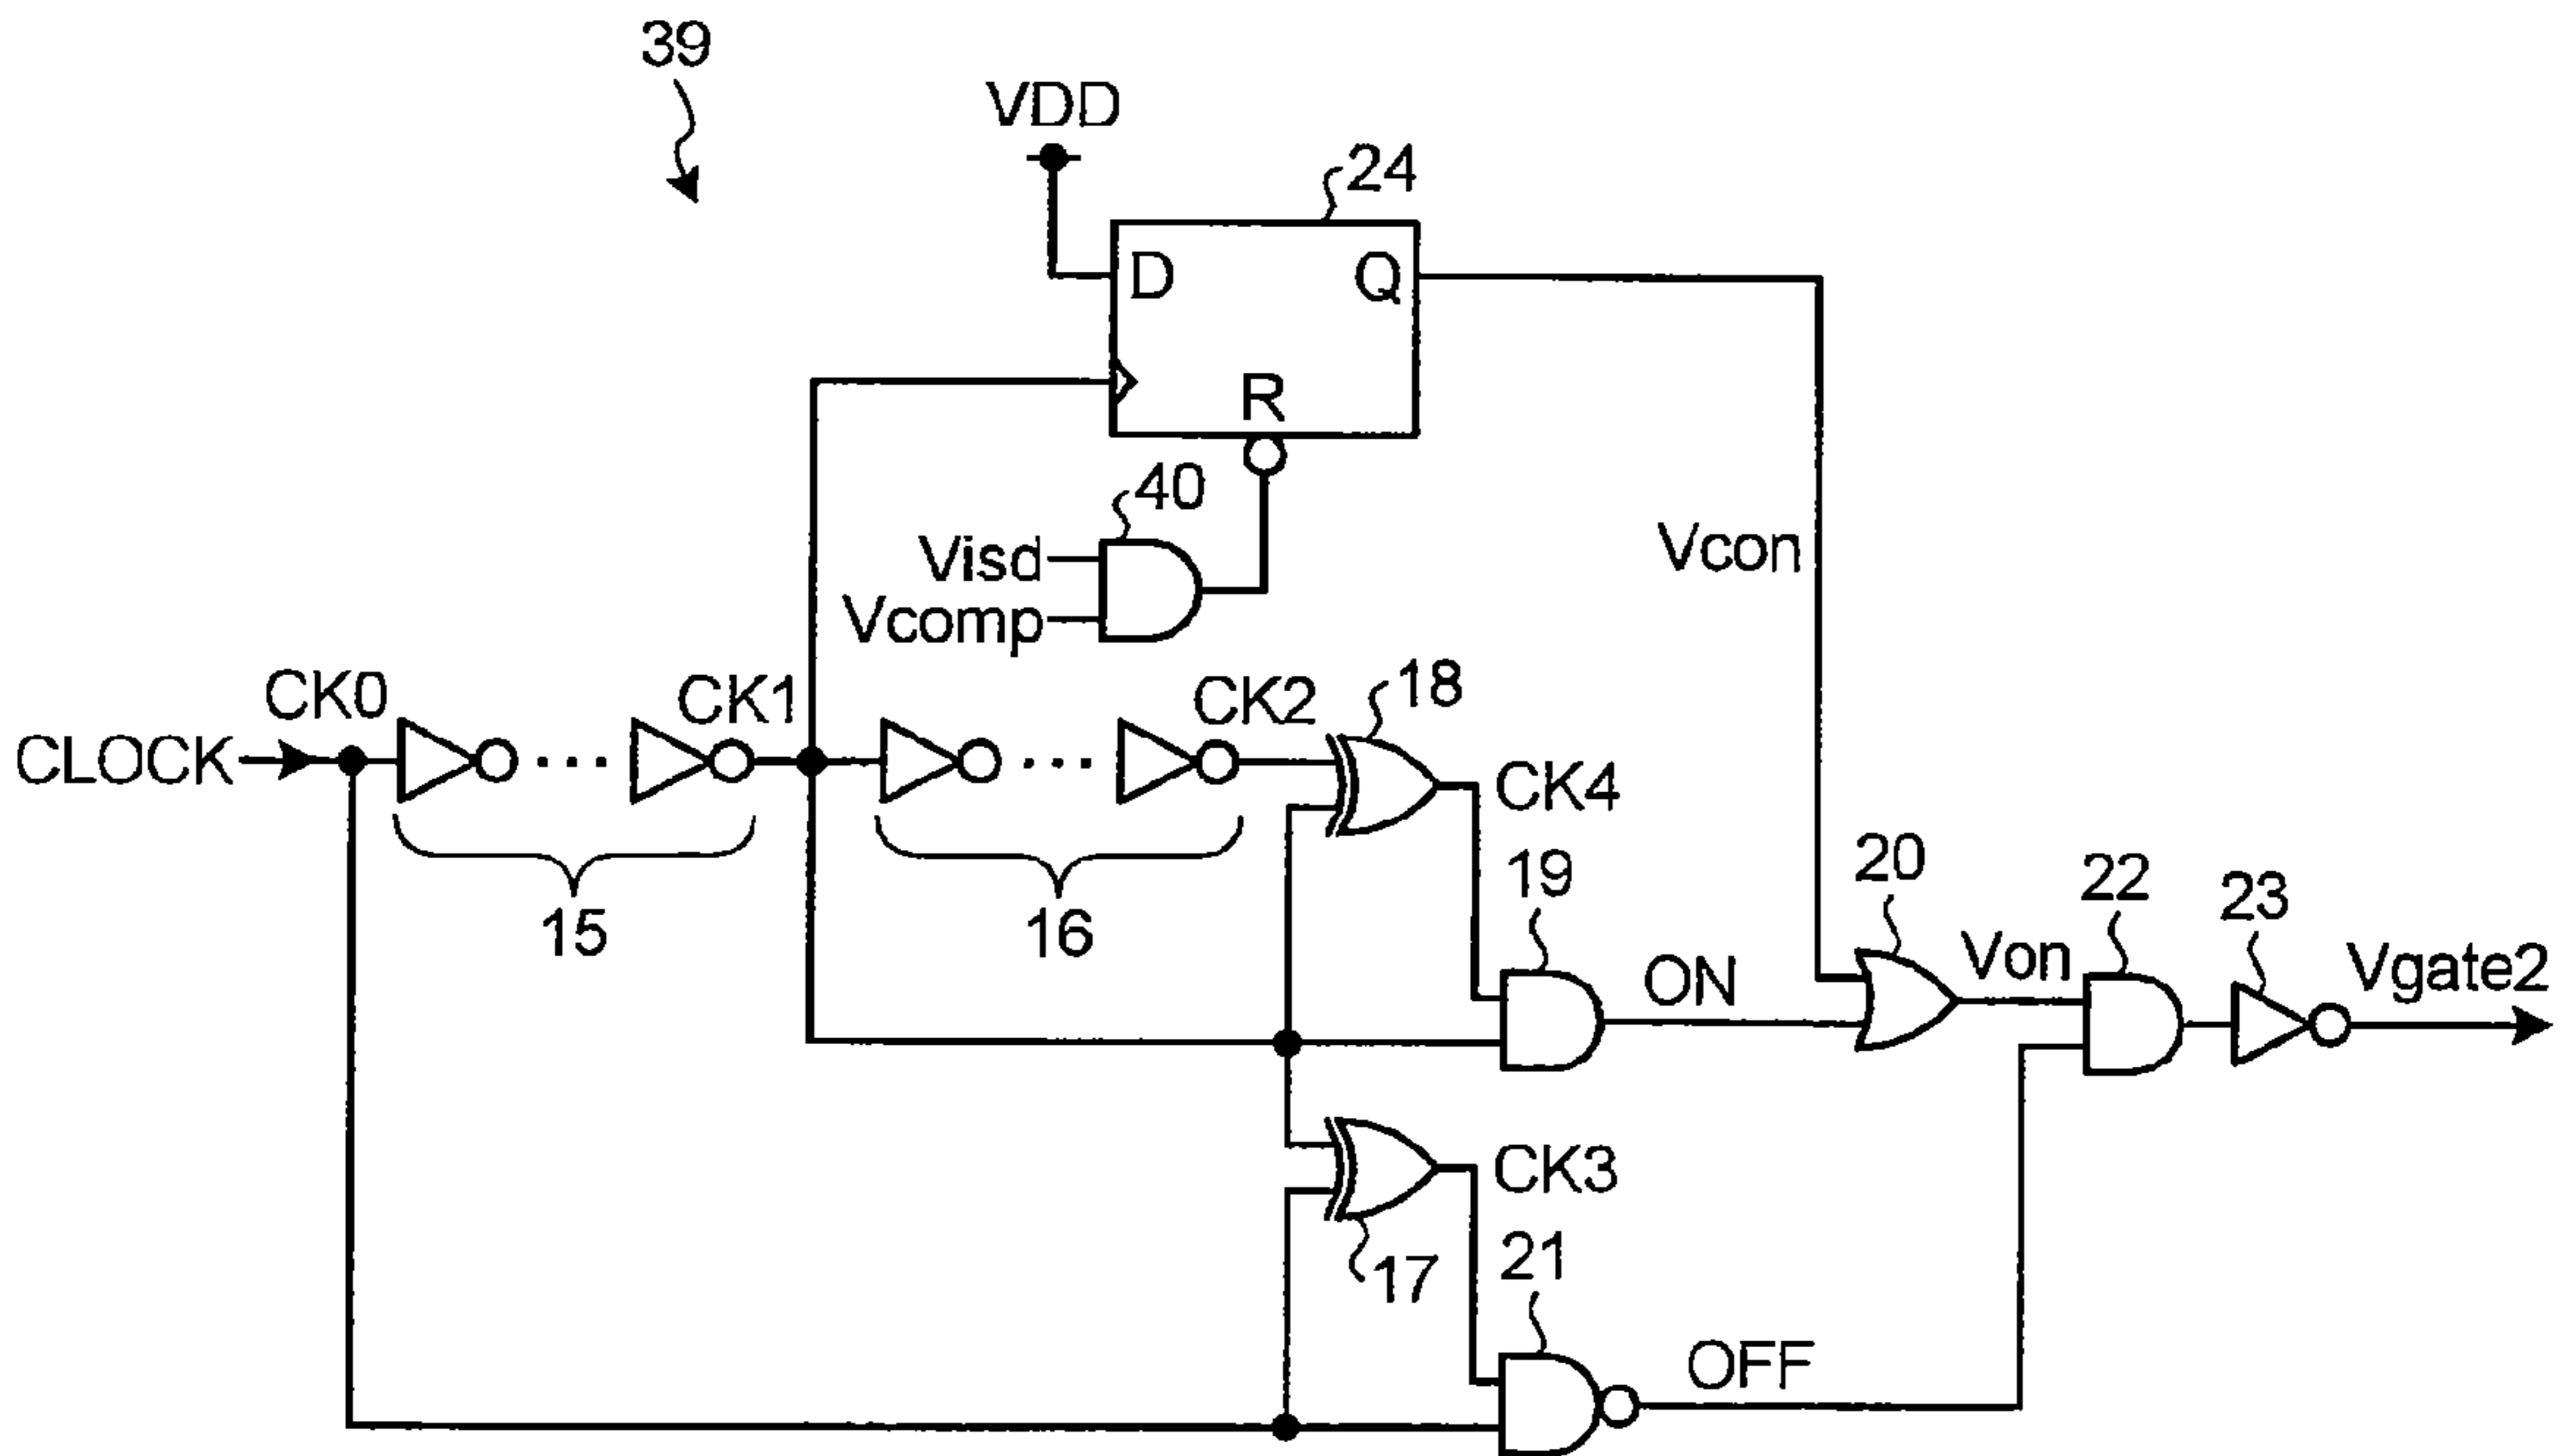 39
VDD
24
D
Q
R
40
Visd
Vcomp
Vcon
CLOCK
CK0
CK1
CK2
18
CK4
15
16
19
ON
20
Von
22
23
Vgate2
CK3
17
21
OFF